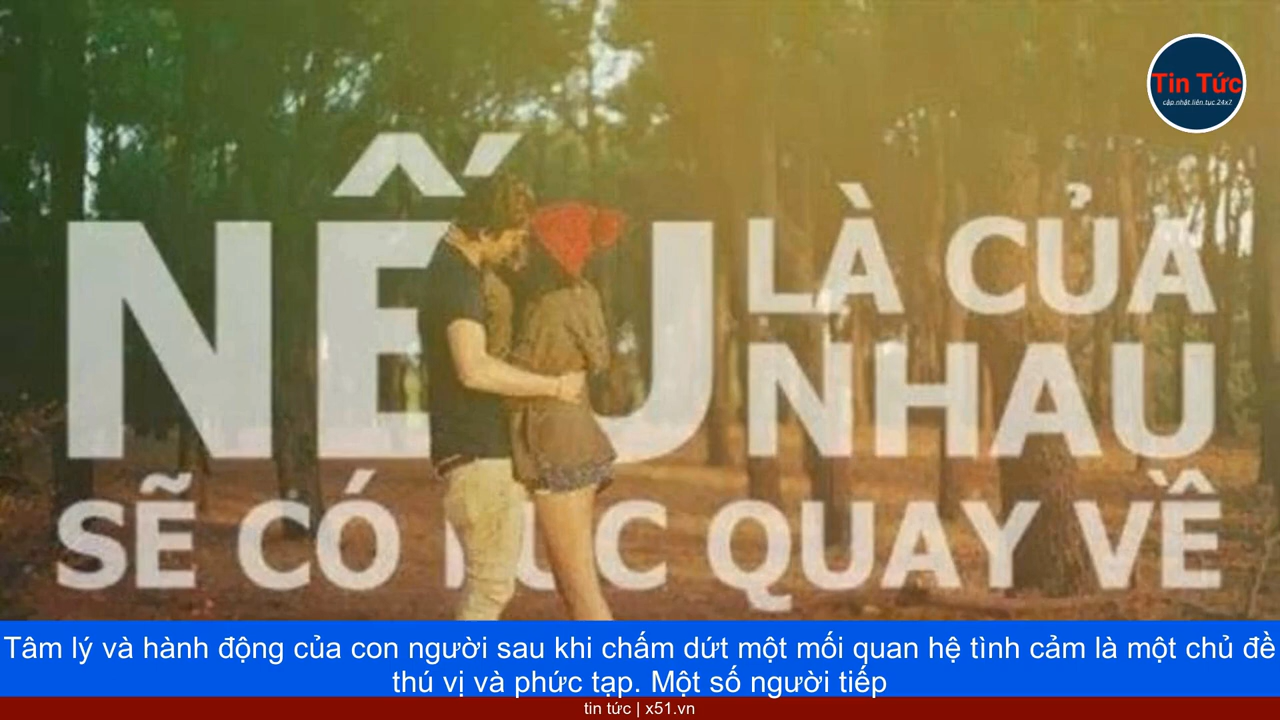 Tin Tức
cập nhật liên tục 24x7
NẾU
LÀ CỦA
NHAU
SẼ CÓ LÚC QUAY VỀ
Tâm lý và hành động của con người sau khi chấm dứt một mối quan hệ tình cảm là một chủ đề
thú vị và phức tạp. Một số người tiếp
tin tức | x51.vn